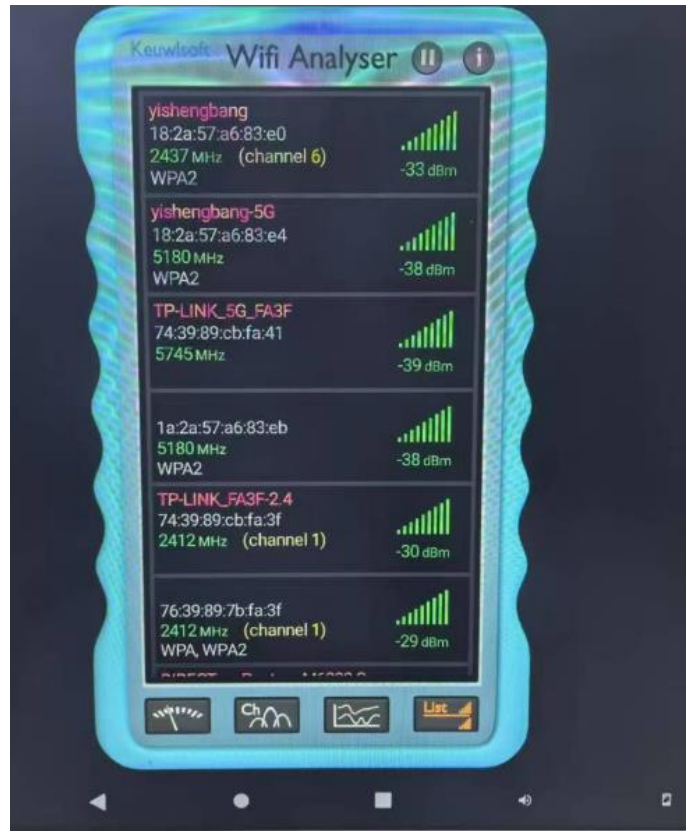 Keuwlsoft Wifi Analyser
yishengbang
18:2a:57:a6:83:e0
2437 MHz (channel 6)
WPA2
-33 dBm
yishengbang-5G
18:2a:57:a6:83:e4
5180 MHz
WPA2
-38 dBm
TP-LINK_5G_FA3F
74:39:89:cb:fa:41
5745 MHz
-39 dBm
1a:2a:57:a6:83:eb
5180 MHz
WPA2
-38 dBm
TP-LINK_FA3F-2.4
74:39:89:cb:fa:3f
2412 MHz (channel 1)
-30 dBm
76:39:89:7b:fa:3f
2412 MHz (channel 1)
WPA, WPA2
-29 dBm
Ch
List